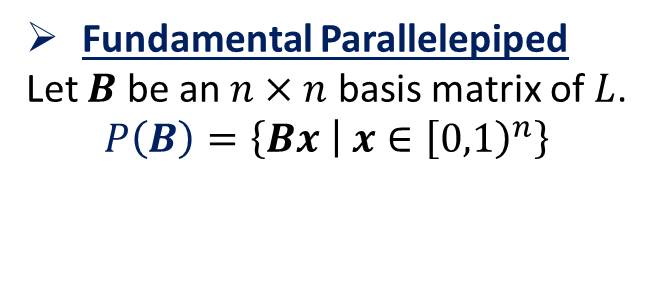 ➤ Fundamental Parallelepiped
Let 𝑩 be an 𝑛 × 𝑛 basis matrix of 𝐿.
𝑃(𝑩) = {𝑩𝒙 | 𝒙 ∈ [0,1)ⁿ}